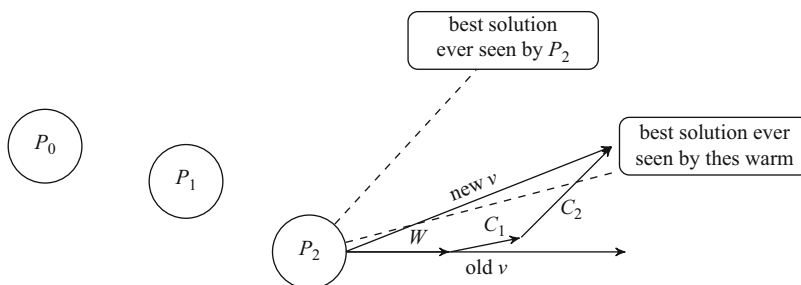 best solution
ever seen by P2
P0
best solution ever
seen by thes warm
P1
new v
C1
C2
W
P2
old v